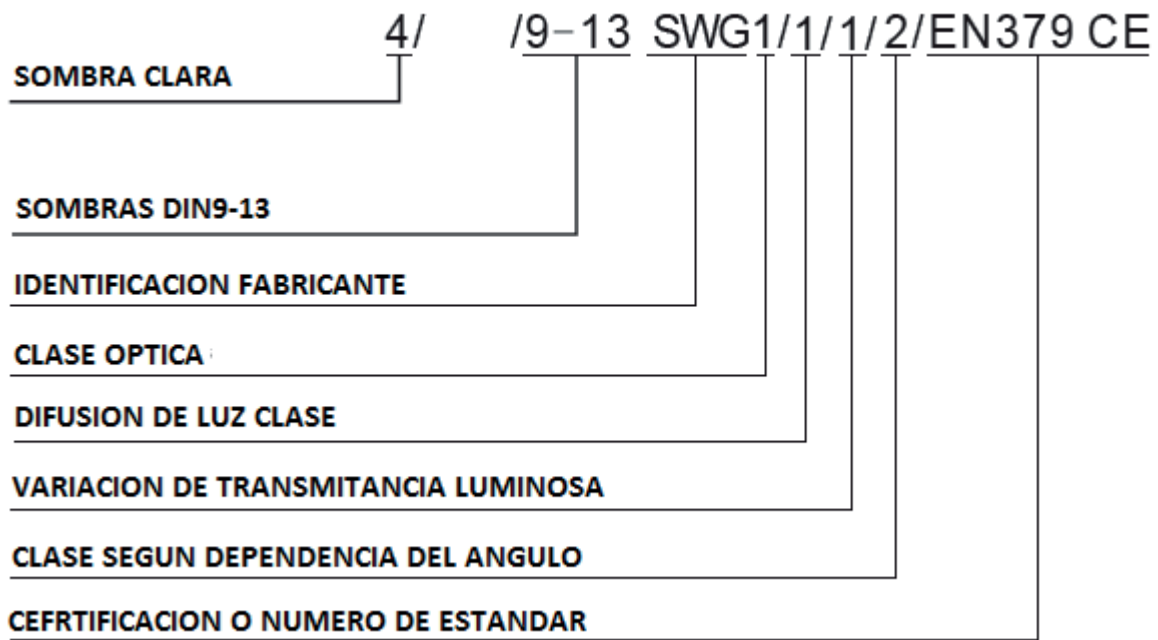 4/ /9-13 SWG1/1/1/2/EN379 CE
SOMBRA CLARA
SOMBRAS DIN9-13
IDENTIFICACION FABRICANTE
CLASE OPTICA
DIFUSION DE LUZ CLASE
VARIACION DE TRANSMITANCIA LUMINOSA
CLASE SEGUN DEPENDENCIA DEL ANGULO
CEFRTIFICACION O NUMERO DE ESTANDAR